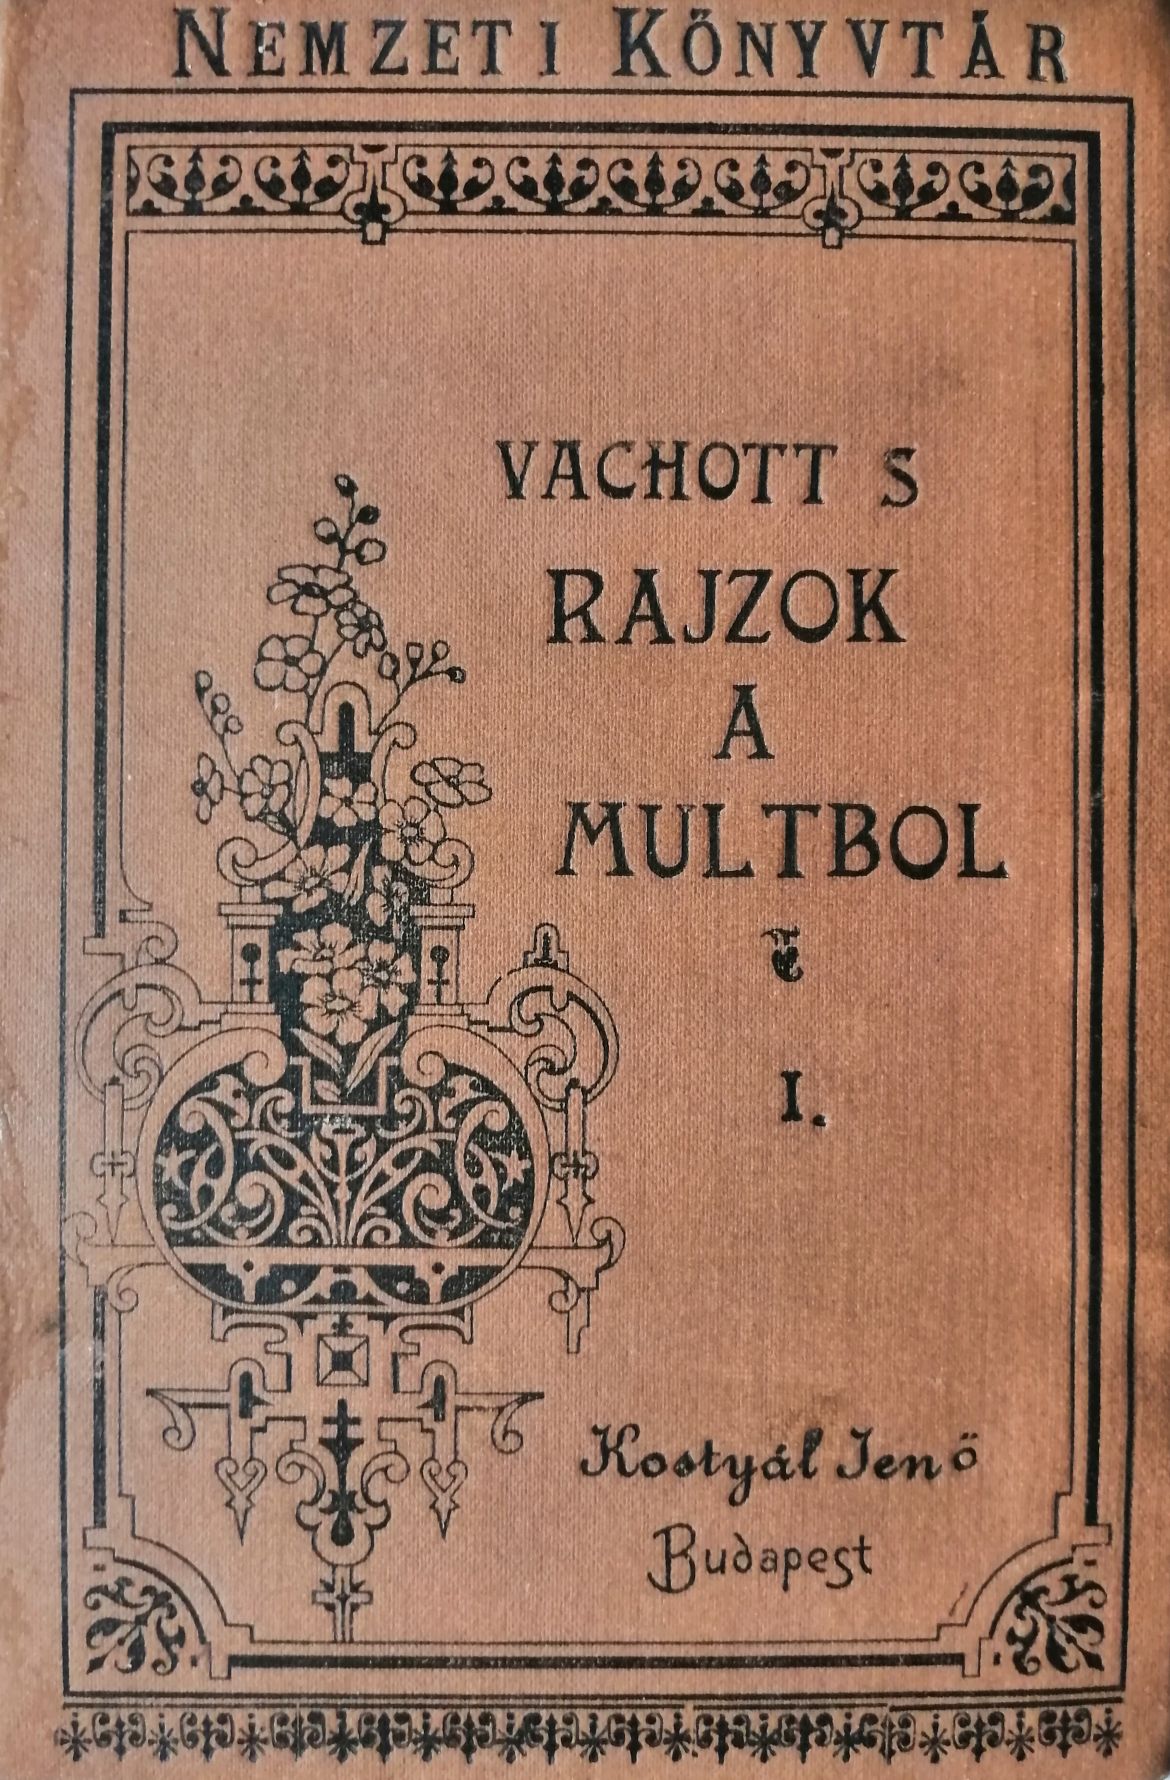 NEMZETI KÖNYVTÁR
VACHOTT S
RAJZOK
A
MULTBOL
I.
Kostyál Jenő
Budapest